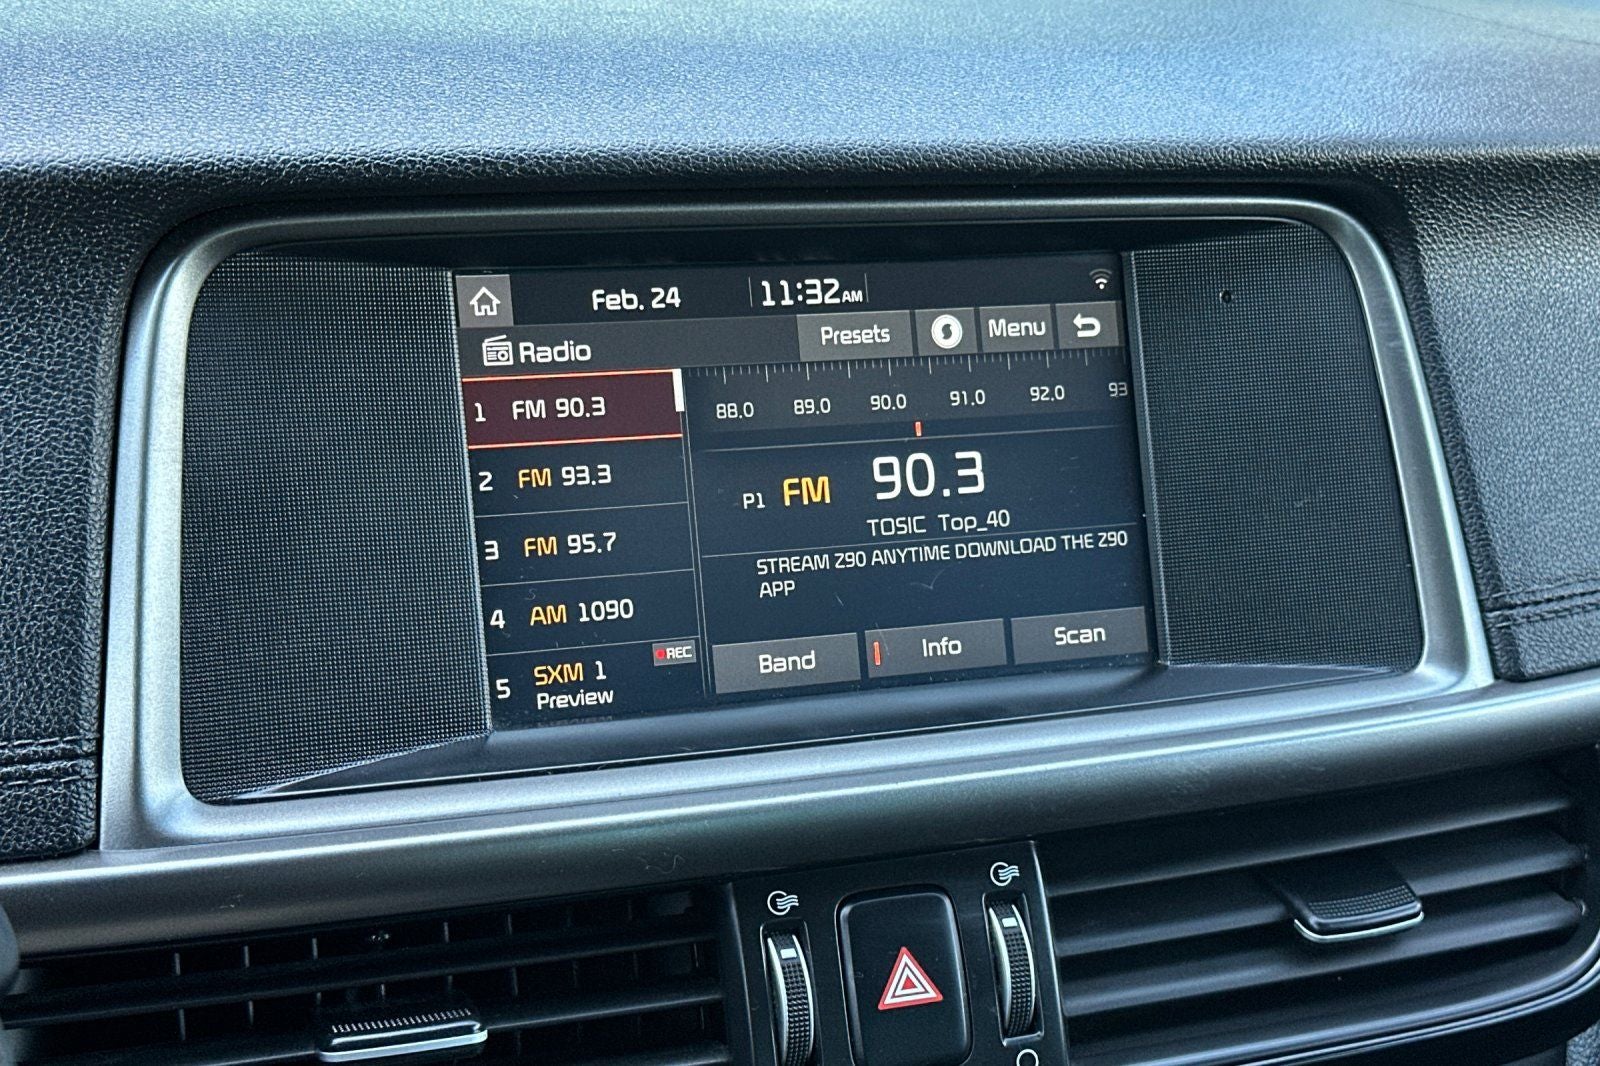 Feb. 24
11:32 AM
Radio
Presets
Menu
1 FM 90.3
2 FM 93.3
3 FM 95.7
4 AM 1090
REC
5 SXM 1
Preview
88.0 89.0 90.0 91.0 92.0 93
P1 FM 90.3
TOSIC Top_40
STREAM Z90 ANYTIME DOWNLOAD THE Z90
APP
Band
Info
Scan